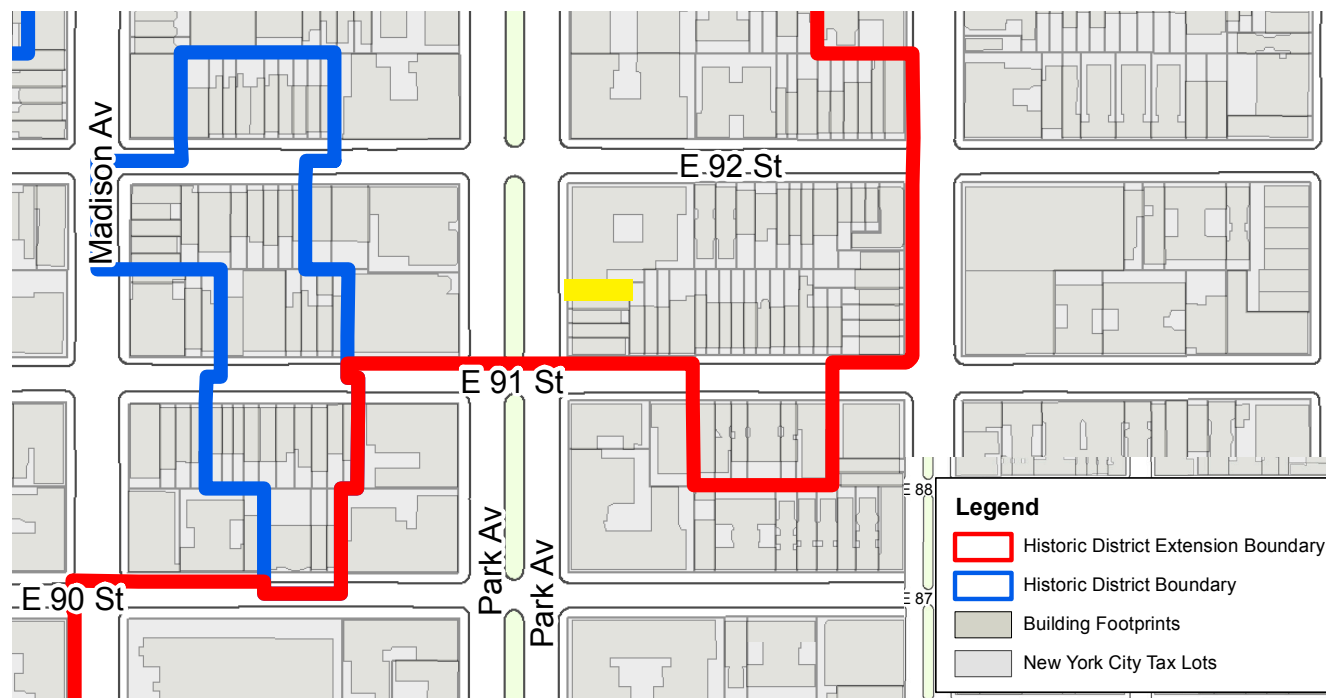 Madison Av
E 92 St
E 91 St
Park Av
Park Av
E 90 St
E 88
E 87
Legend
Historic District Extension Boundary
Historic District Boundary
Building Footprints
New York City Tax Lots